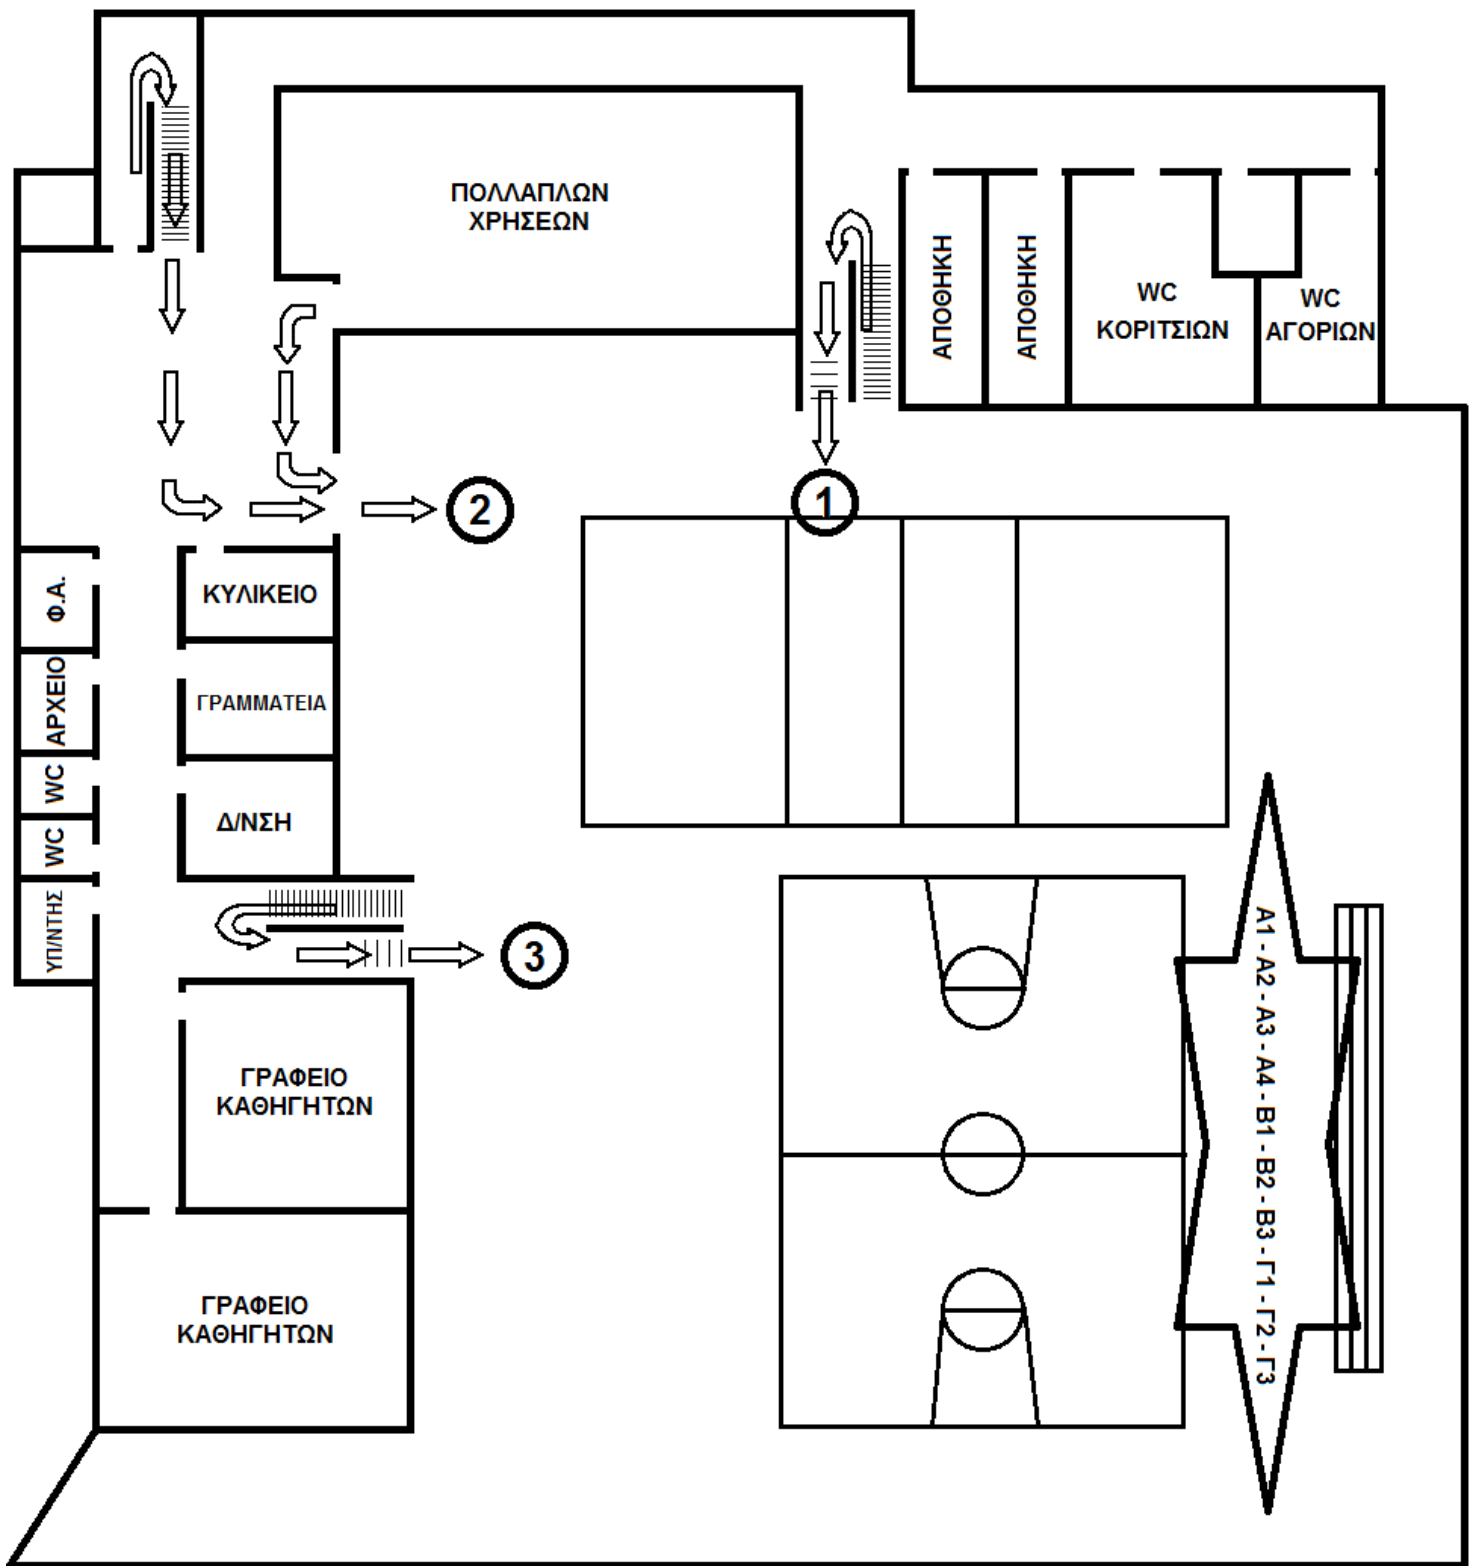 ΠΟΛΛΑΠΛΩΝ
ΧΡΗΣΕΩΝ
ΑΠΟΘΗΚΗ
ΑΠΟΘΗΚΗ
WC
ΚΟΡΙΤΣΙΩΝ
WC
ΑΓΟΡΙΩΝ
2
1
Φ.Α.
ΚΥΛΙΚΕΙΟ
ΑΡΧΕΙΟ
ΓΡΑΜΜΑΤΕΙΑ
WC
Δ/ΝΣΗ
WC
ΥΠ/ΝΤΗΣ
3
Α1 - Α2 - Α3 - Α4 - Β1 - Β2 - Β3 - Γ1 - Γ2 - Γ3
ΓΡΑΦΕΙΟ
ΚΑΘΗΓΗΤΩΝ
ΓΡΑΦΕΙΟ
ΚΑΘΗΓΗΤΩΝ